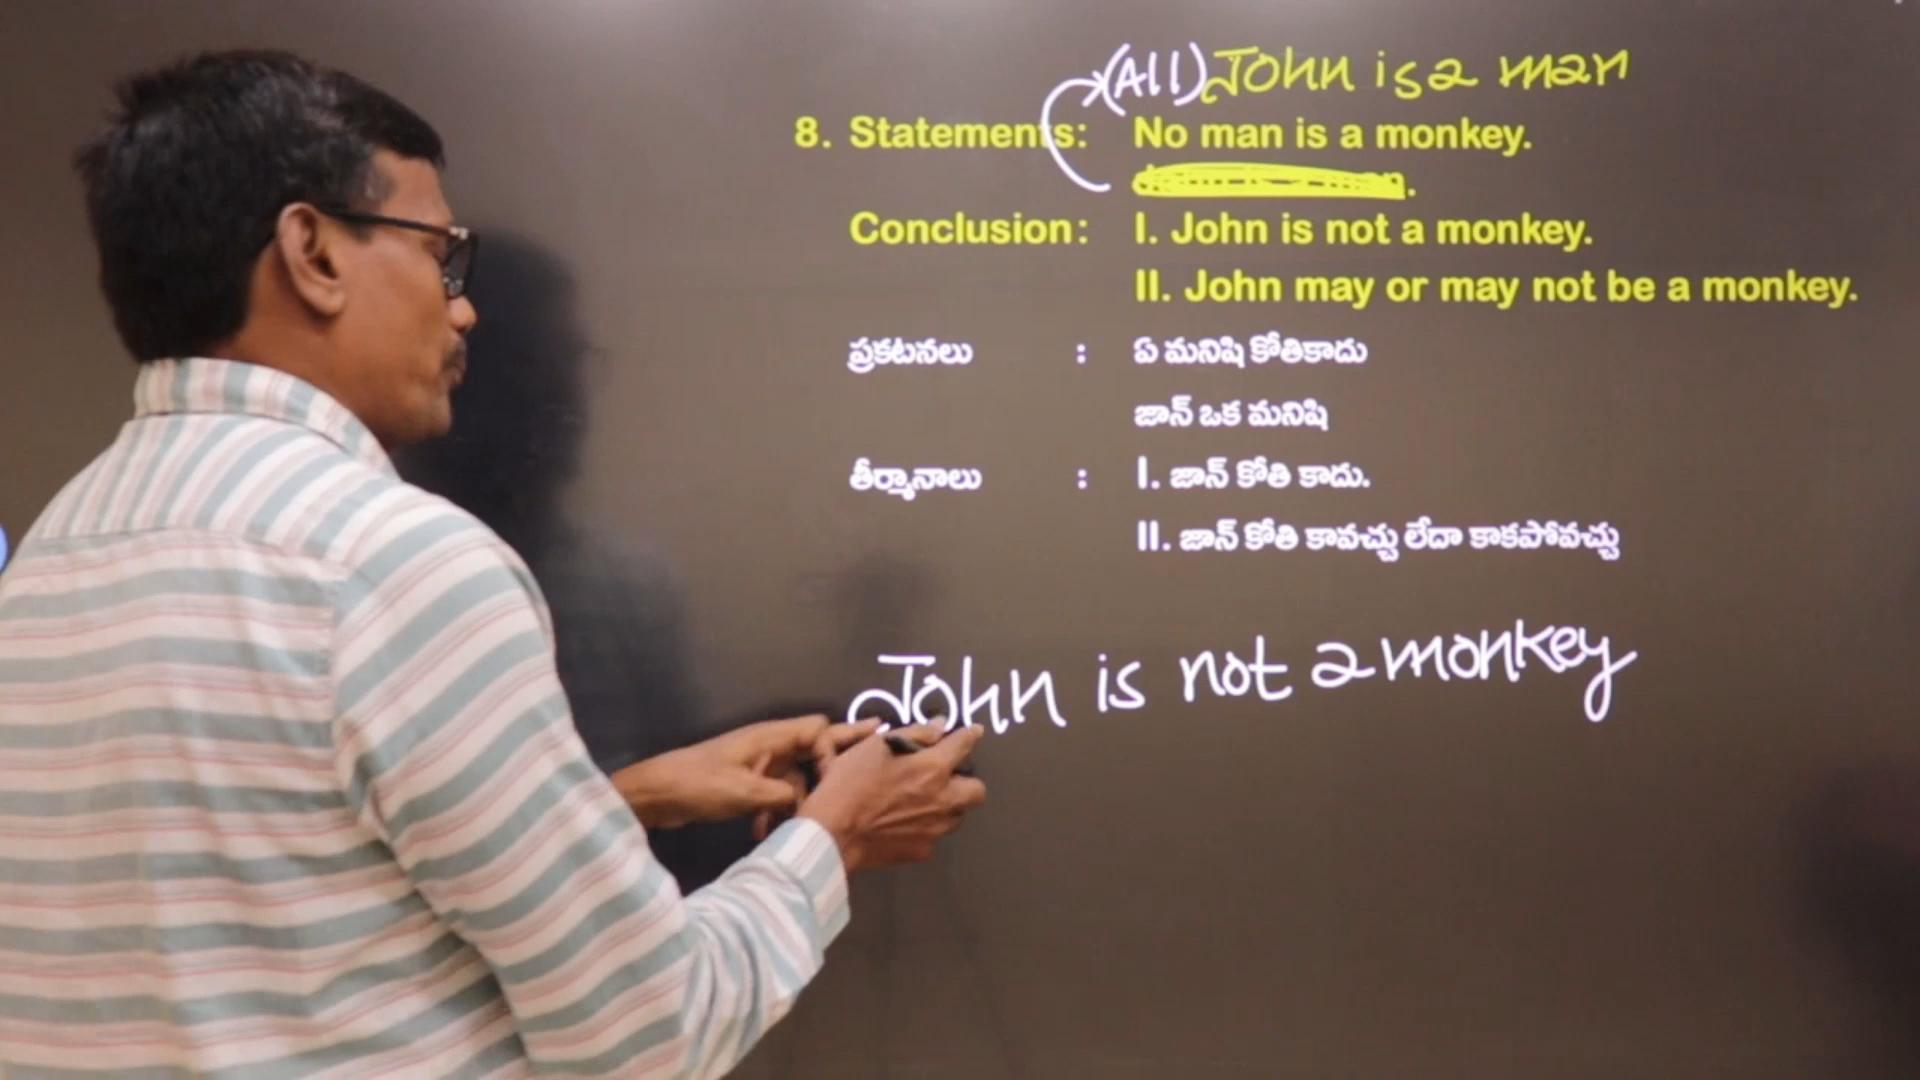 (All) John is a man
8. Statements: No man is a monkey.
Conclusion: I. John is not a monkey.
II. John may or may not be a monkey.
ప్రకటనలు : ఏ మనిషి కోతికాదు
జాన్ ఒక మనిషి
తీర్మానాలు : I. జాన్ కోతి కాదు.
II. జాన్ కోతి కావచ్చు లేదా కాకపోవచ్చు
John is not a monkey